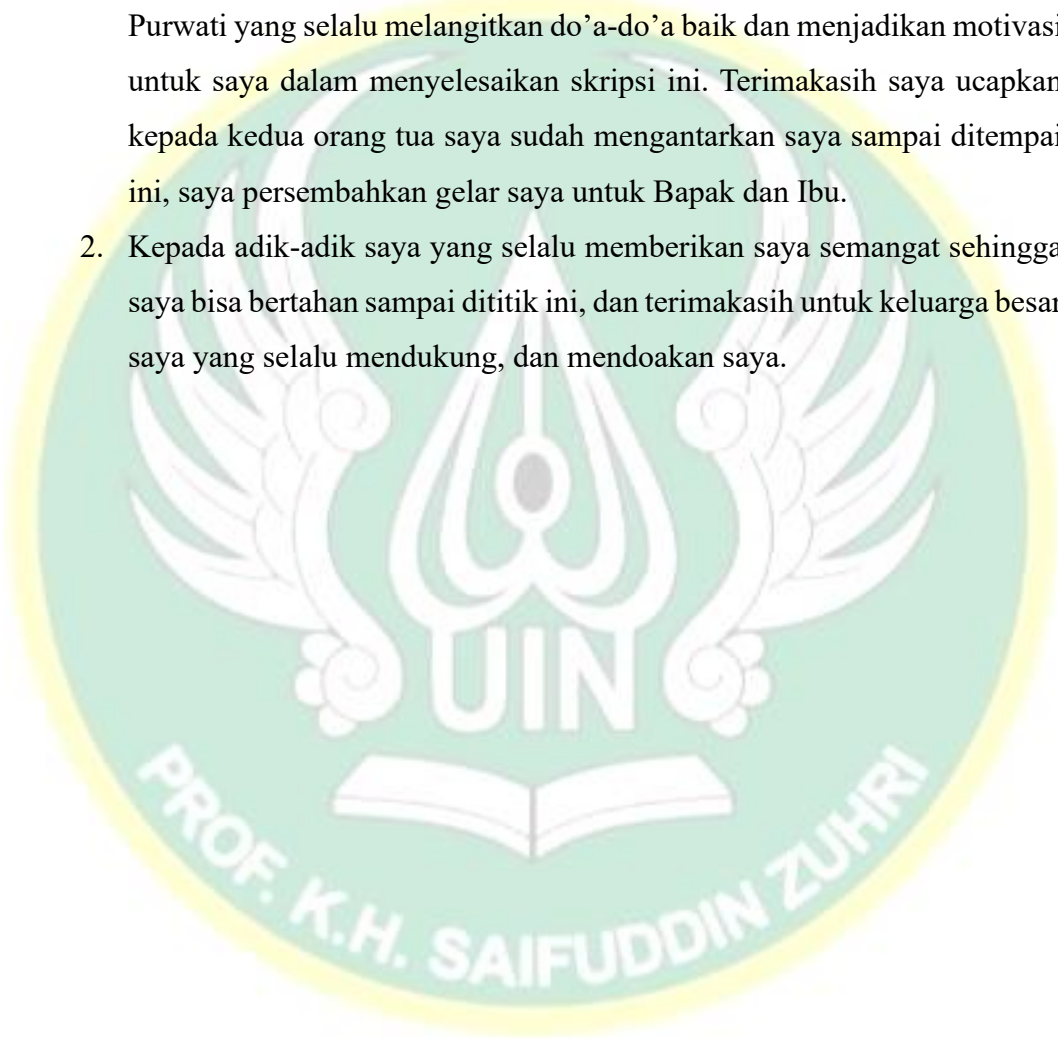 Purwati yang selalu melangitkan do’a-do’a baik dan menjadikan motivasi
untuk saya dalam menyelesaikan skripsi ini. Terimakasih saya ucapkan
kepada kedua orang tua saya sudah mengantarkan saya sampai ditempai
ini, saya persembahkan gelar saya untuk Bapak dan Ibu.
2. Kepada adik-adik saya yang selalu memberikan saya semangat sehingga
saya bisa bertahan sampai dititik ini, dan terimakasih untuk keluarga besar
saya yang selalu mendukung, dan mendoakan saya.
UIN
PROF. K.H. SAIFUDDIN ZUHRI